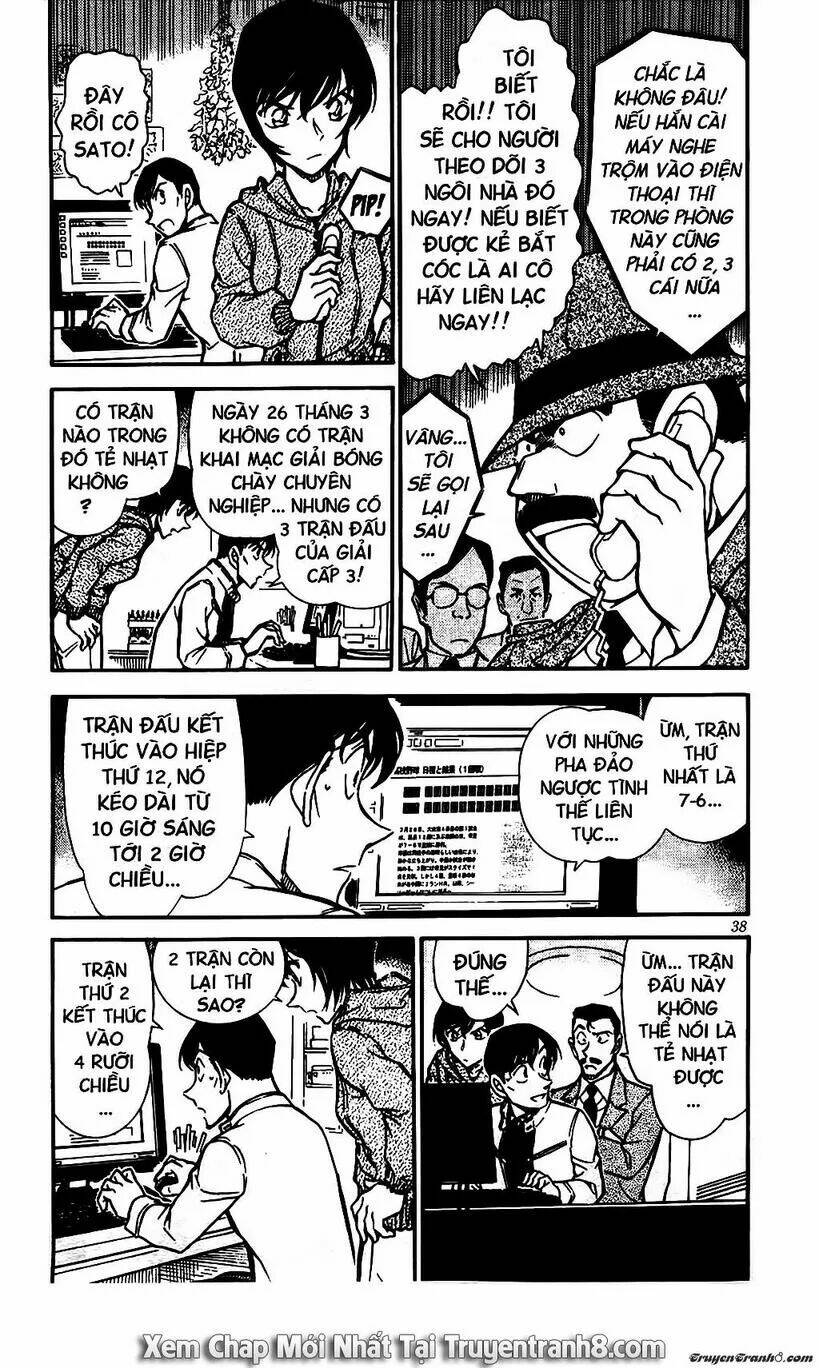 CHẮC LÀ
KHÔNG ĐÂU!
NẾU HẮN CÀI
MÁY NGHE
TRỘM VÀO ĐIỆN
THOẠI THÌ
TRONG PHÒNG
NÀY CŨNG
PHẢI CÓ 2, 3
CÁI NỮA
...
TÔI
BIẾT
RỒI!! TÔI
SẼ CHO NGƯỜI
THEO DÕI 3
NGÔI NHÀ ĐÓ
NGAY! NẾU BIẾT
ĐƯỢC KẺ BẮT
CÓC LÀ AI CÔ
HÃY LIÊN LẠC
NGAY!!
VÂNG...
TÔI
SẼ GỌI
LẠI
SAU
...
PIP!
ĐÂY
RỒI CÔ
SATO!
NGÀY 26 THÁNG 3
KHÔNG CÓ TRẬN
KHAI MẠC GIẢI BÓNG
CHÀY CHUYÊN
NGHIỆP... NHƯNG CÓ
3 TRẬN ĐẤU
CỦA GIẢI
CẤP 3!
CÓ TRẬN
NÀO TRONG
ĐÓ TẺ NHẠT
KHÔNG
?
ỪM, TRẬN
THỨ
NHẤT LÀ
7-6...
VỚI NHỮNG
PHA ĐẢO
NGƯỢC TÌNH
THẾ LIÊN
TỤC...
TRẬN ĐẤU KẾT
THÚC VÀO HIỆP
THỨ 12, NÓ
KÉO DÀI TỪ
10 GIỜ SÁNG
TỚI 2 GIỜ
CHIỀU...
38
ỪM... TRẬN
ĐẤU NÀY
KHÔNG
THỂ NÓI LÀ
TẺ NHẠT
ĐƯỢC
...
ĐÚNG
THẾ...
2 TRẬN CÒN
LẠI THÌ
SAO?
TRẬN
THỨ 2
KẾT THÚC
VÀO
4 RƯỠI
CHIỀU
...
Xem Chap Mới Nhất Tại Truyentranh8.com
TruyenTranh8.com